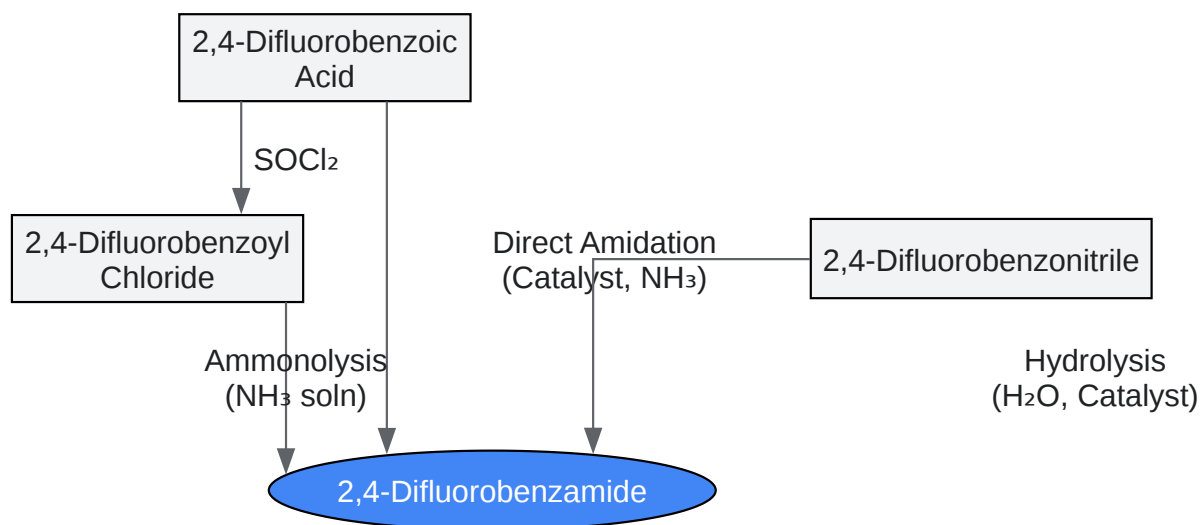 2,4-Difluorobenzoic
Acid
SOCl₂
2,4-Difluorobenzoyl
Chloride
Direct Amidation
(Catalyst, NH₃)
2,4-Difluorobenzonitrile
Ammonolysis
(NH₃ soln)
Hydrolysis
(H₂O, Catalyst)
2,4-Difluorobenzamide